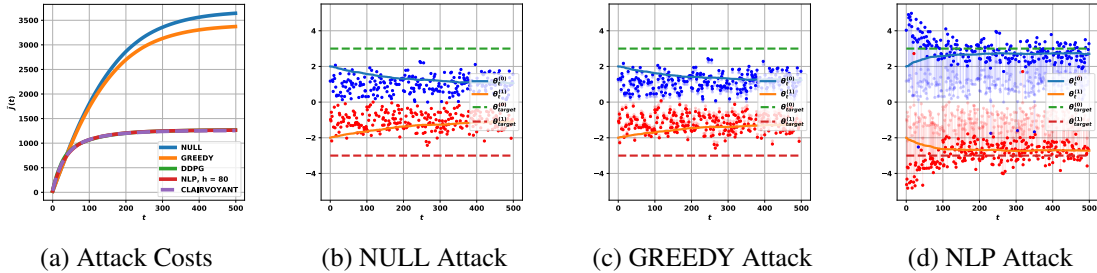 J̃(t)
3500
3000
2500
2000
1500
1000
500
0
NULL
GREEDY
DDPG
NLP, h = 80
CLAIRVOYANT
0 100 200 300 400 500
t
(a) Attack Costs
4
2
0
−2
−4
θ_t^(0)
θ_t^(1)
θ_target^(0)
θ_target^(1)
0 100 200 300 400 500
t
(b) NULL Attack
4
2
0
−2
−4
θ_t^(0)
θ_t^(1)
θ_target^(0)
θ_target^(1)
0 100 200 300 400 500
t
(c) GREEDY Attack
4
2
0
−2
−4
θ_t^(0)
θ_t^(1)
θ_target^(0)
θ_target^(1)
0 100 200 300 400 500
t
(d) NLP Attack